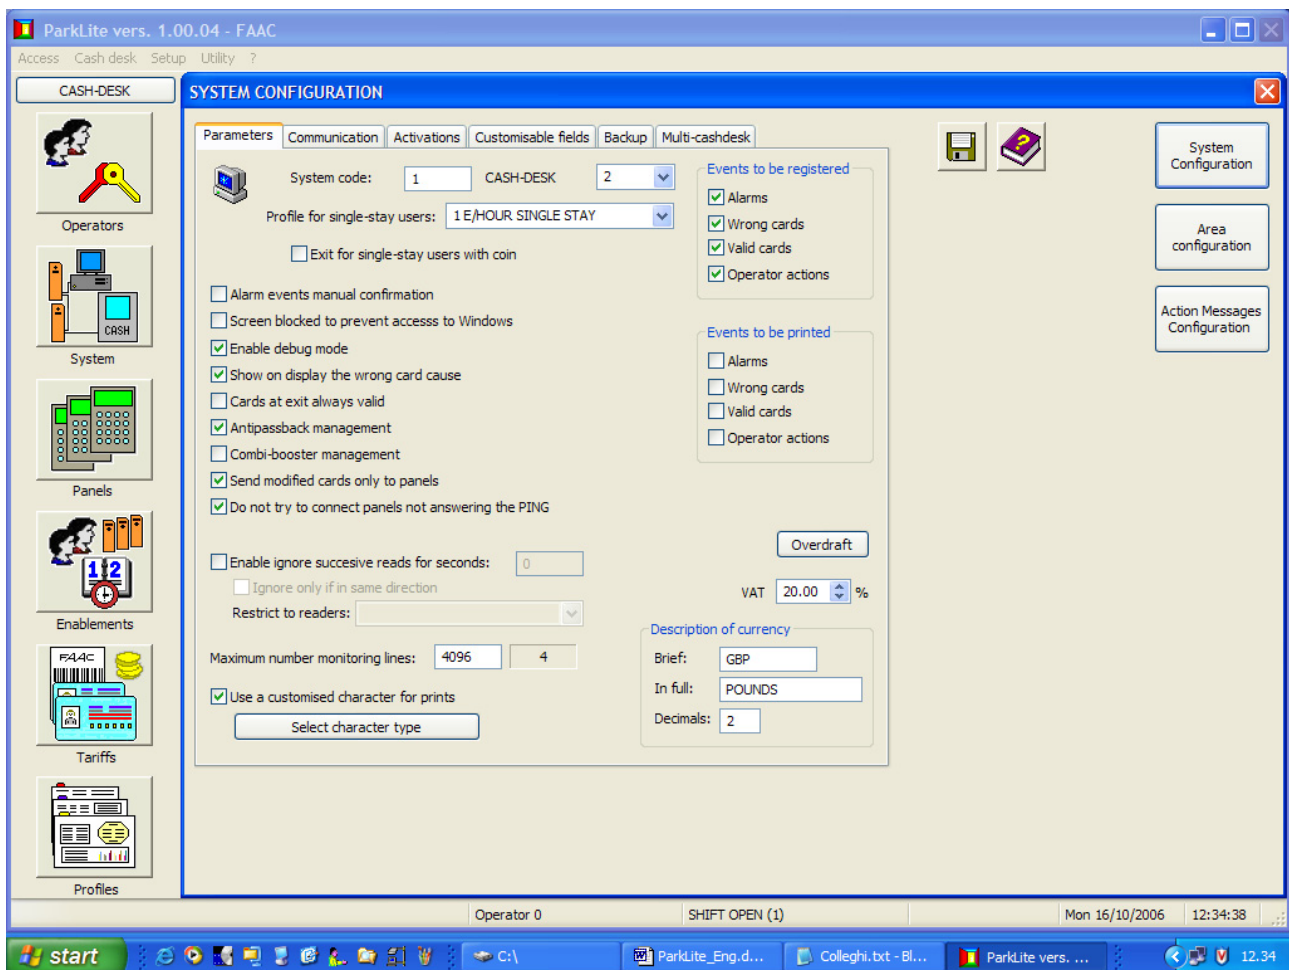 ParkLite vers. 1.00.04 - FAAC
Access Cash desk Setup Utility ?
CASH-DESK
Operators
CASH
System
Panels
1 2
Enablements
FAAC
Tariffs
Profiles
SYSTEM CONFIGURATION
Parameters Communication Activations Customisable fields Backup Multi-cashdesk
System code: 1 CASH-DESK 2
Profile for single-stay users: 1 E/HOUR SINGLE STAY
Exit for single-stay users with coin
Alarm events manual confirmation
Screen blocked to prevent accesss to Windows
Enable debug mode
Show on display the wrong card cause
Cards at exit always valid
Antipassback management
Combi-booster management
Send modified cards only to panels
Do not try to connect panels not answering the PING
Enable ignore succesive reads for seconds: 0
Ignore only if in same direction
Restrict to readers:
Maximum number monitoring lines: 4096 4
Use a customised character for prints
Select character type
Events to be registered
Alarms
Wrong cards
Valid cards
Operator actions
Events to be printed
Alarms
Wrong cards
Valid cards
Operator actions
Overdraft
VAT 20.00 %
Description of currency
Brief: GBP
In full: POUNDS
Decimals: 2
System
Configuration
Area
configuration
Action Messages
Configuration
Operator 0 SHIFT OPEN (1) Mon 16/10/2006 12:34:38
start C:\ ParkLite_Eng.d... Colleghi.txt - Bl... ParkLite vers. ... 12.34